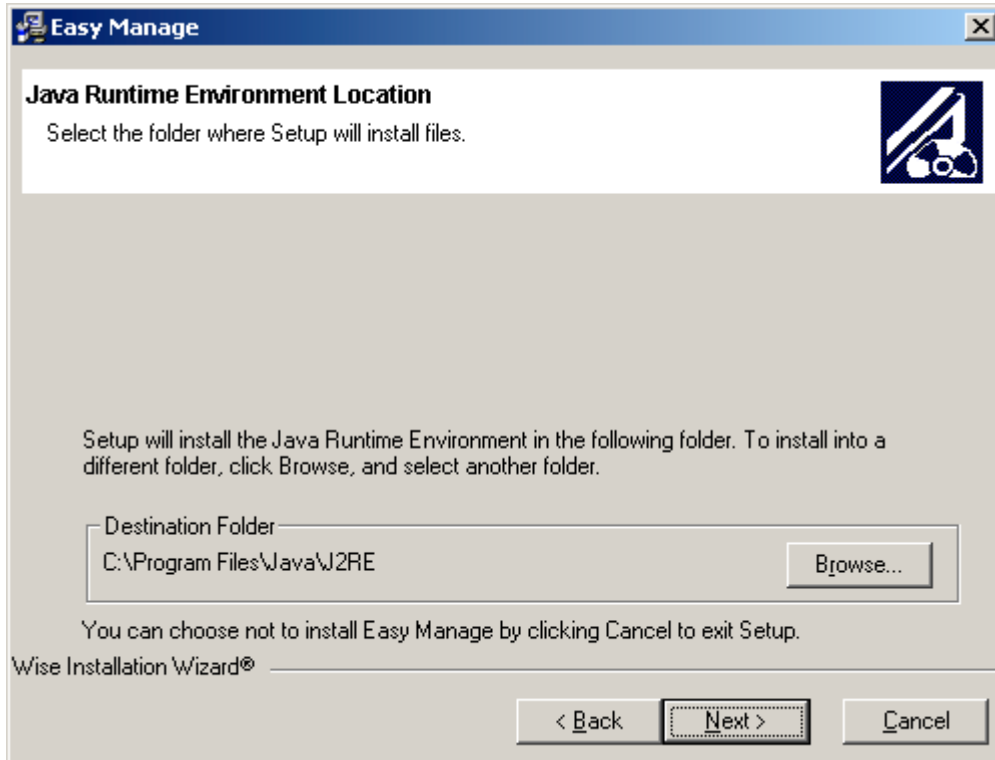 Easy Manage
Java Runtime Environment Location
Select the folder where Setup will install files.
Setup will install the Java Runtime Environment in the following folder. To install into a
different folder, click Browse, and select another folder.
Destination Folder
C:\Program Files\Java\J2RE
Browse...
You can choose not to install Easy Manage by clicking Cancel to exit Setup.
Wise Installation Wizard®
< Back
Next >
Cancel